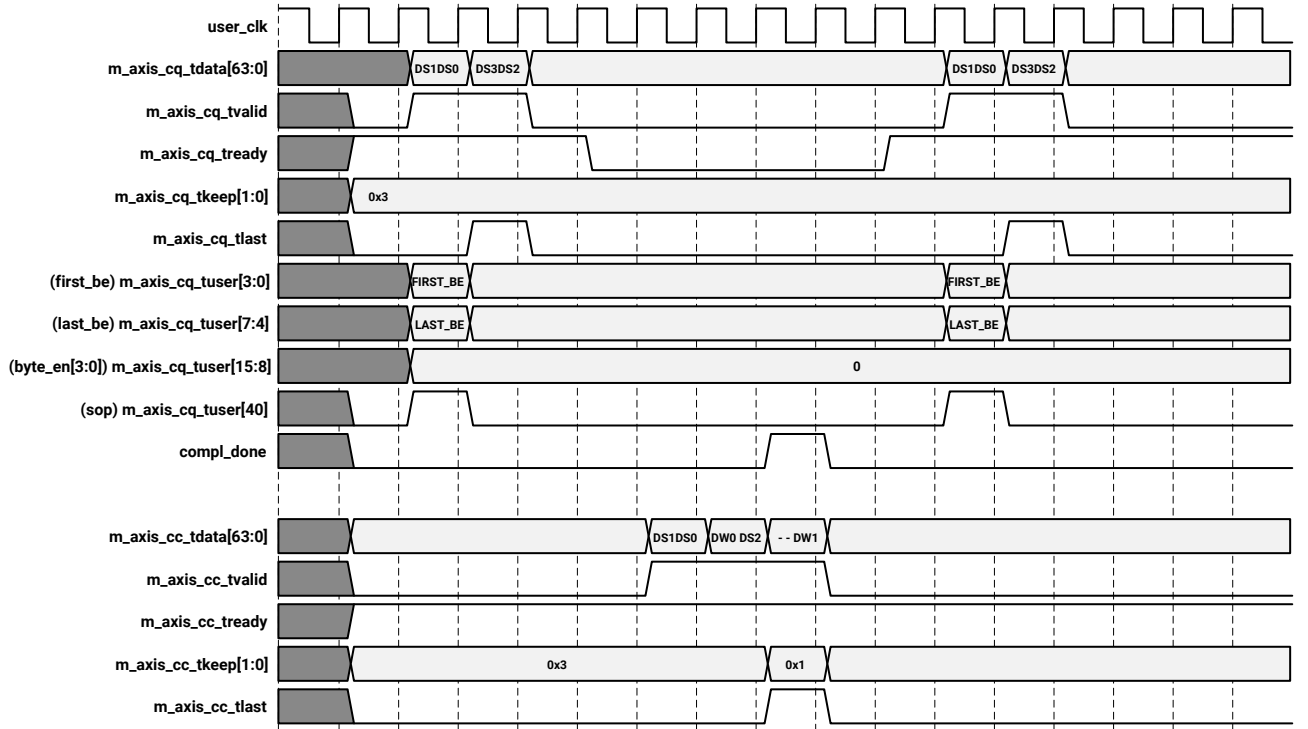 user_clk
m_axis_cq_tdata[63:0] DS1DS0 DS3DS2 DS1DS0 DS3DS2
m_axis_cq_tvalid
m_axis_cq_tready
m_axis_cq_tkeep[1:0] 0x3
m_axis_cq_tlast
(first_be) m_axis_cq_tuser[3:0] FIRST_BE FIRST_BE
(last_be) m_axis_cq_tuser[7:4] LAST_BE LAST_BE
(byte_en[3:0]) m_axis_cq_tuser[15:8] 0
(sop) m_axis_cq_tuser[40]
compl_done
m_axis_cc_tdata[63:0] DS1DS0 DW0 DS2 - - DW1
m_axis_cc_tvalid
m_axis_cc_tready
m_axis_cc_tkeep[1:0] 0x3 0x1
m_axis_cc_tlast